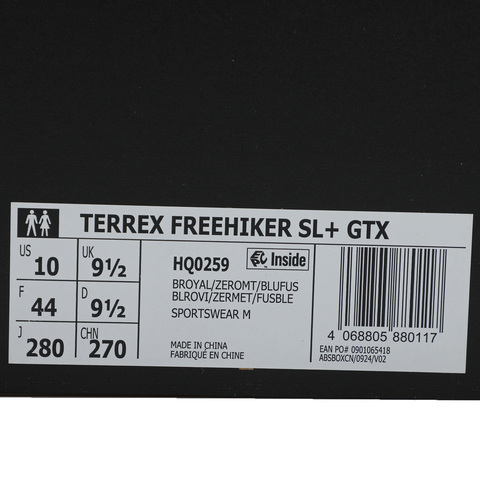 TERREX FREEHIKER SL+ GTX
US 10
UK 9½
F 44
D 9½
J 280
CHN 270
HQ0259
Inside
BROYAL/ZEROMT/BLUFUS
BLROVI/ZERMET/FUSBLE
SPORTSWEAR M
MADE IN CHINA
FABRIQUÉ EN CHINE
4 068805 880117
EAN PO# 0901065418
ABSBOXCN/0924/V02